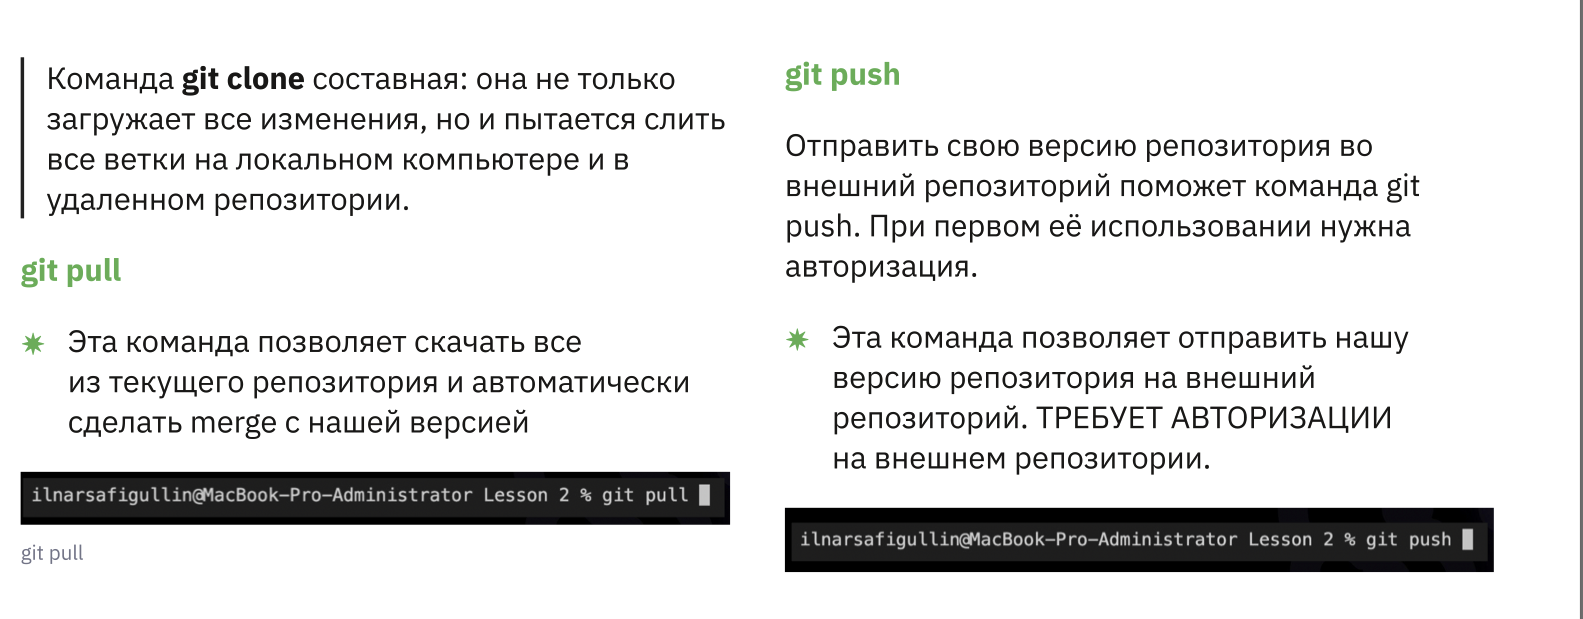 Команда git clone составная: она не только
загружает все изменения, но и пытается слить
все ветки на локальном компьютере и в
удаленном репозитории.
git pull
Эта команда позволяет скачать все
из текущего репозитория и автоматически
сделать merge с нашей версией
ilnarsafigullin@MacBook-Pro-Administrator Lesson 2 % git pull
git pull
git push
Отправить свою версию репозитория во
внешний репозиторий поможет команда git
push. При первом её использовании нужна
авторизация.
Эта команда позволяет отправить нашу
версию репозитория на внешний
репозиторий. ТРЕБУЕТ АВТОРИЗАЦИИ
на внешнем репозитории.
ilnarsafigullin@MacBook-Pro-Administrator Lesson 2 % git push